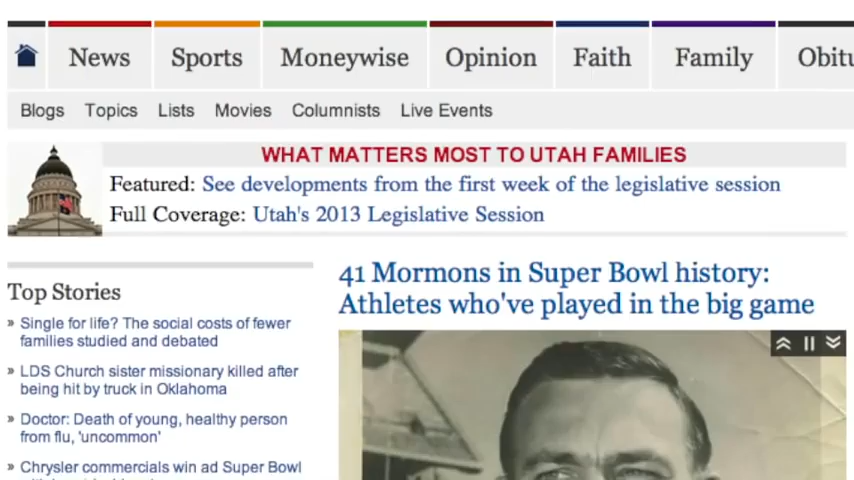 News Sports Moneywise Opinion Faith Family Obitu
Blogs Topics Lists Movies Columnists Live Events
WHAT MATTERS MOST TO UTAH FAMILIES
Featured: See developments from the first week of the legislative session
Full Coverage: Utah's 2013 Legislative Session
Top Stories
» Single for life? The social costs of fewer
families studied and debated
» LDS Church sister missionary killed after
being hit by truck in Oklahoma
» Doctor: Death of young, healthy person
from flu, 'uncommon'
» Chrysler commercials win ad Super Bowl
41 Mormons in Super Bowl history:
Athletes who've played in the big game